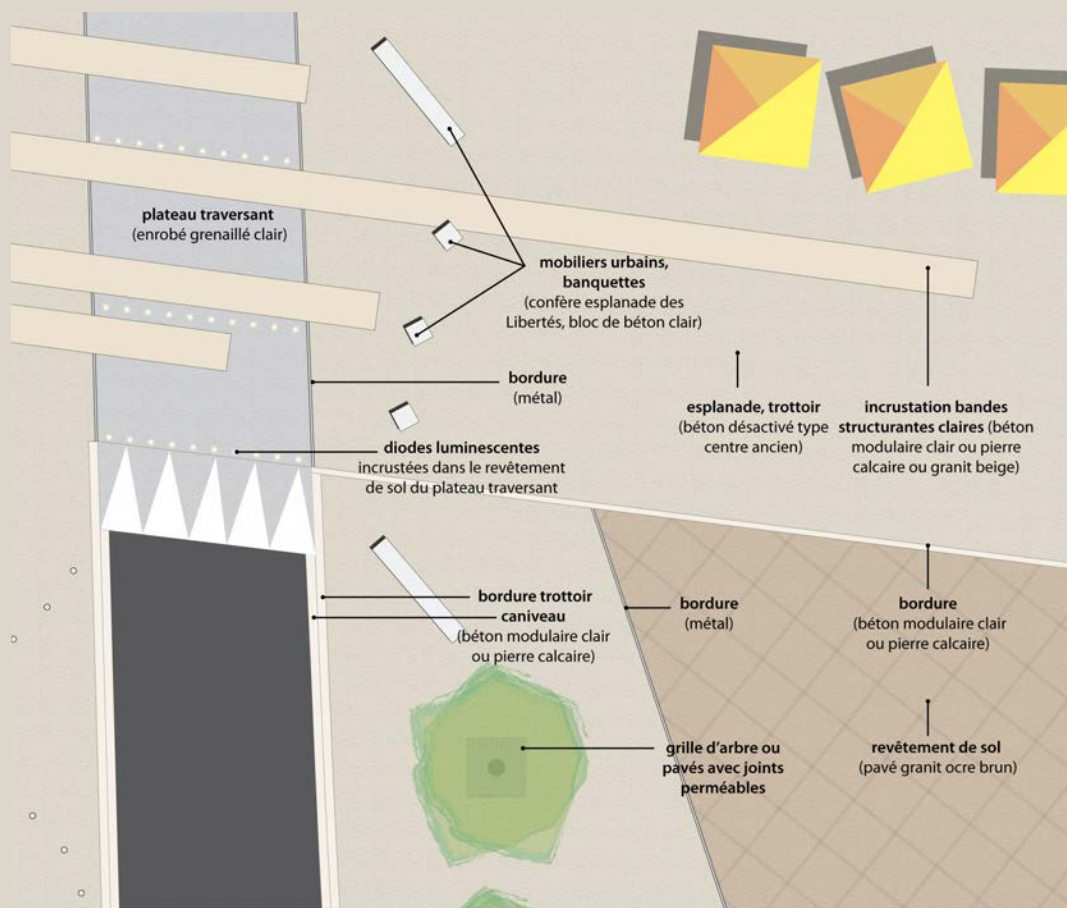 plateau traversant
(enrobé grenaillé clair)
mobiliers urbains,
banquettes
(confère esplanade des
Libertés, bloc de béton clair)
bordure
(métal)
esplanade, trottoir
(béton désactivé type
centre ancien)
incrustation bandes
structurantes claires (béton
modulaire clair ou pierre
calcaire ou granit beige)
diodes luminescentes
incrustées dans le revêtement
de sol du plateau traversant
bordure trottoir
caniveau
(béton modulaire clair
ou pierre calcaire)
bordure
(métal)
bordure
(béton modulaire clair
ou pierre calcaire)
grille d'arbre ou
pavés avec joints
perméables
revêtement de sol
(pavé granit ocre brun)